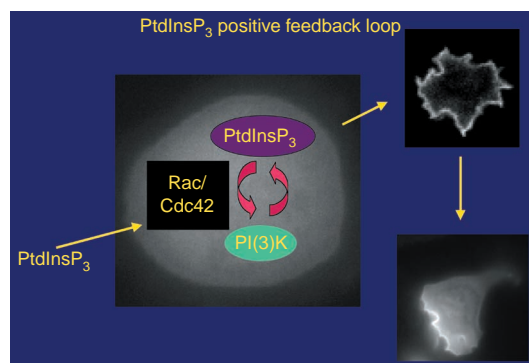 PtdInsP₃ positive feedback loop
PtdInsP₃
Rac/
Cdc42
PI(3)K
PtdInsP₃